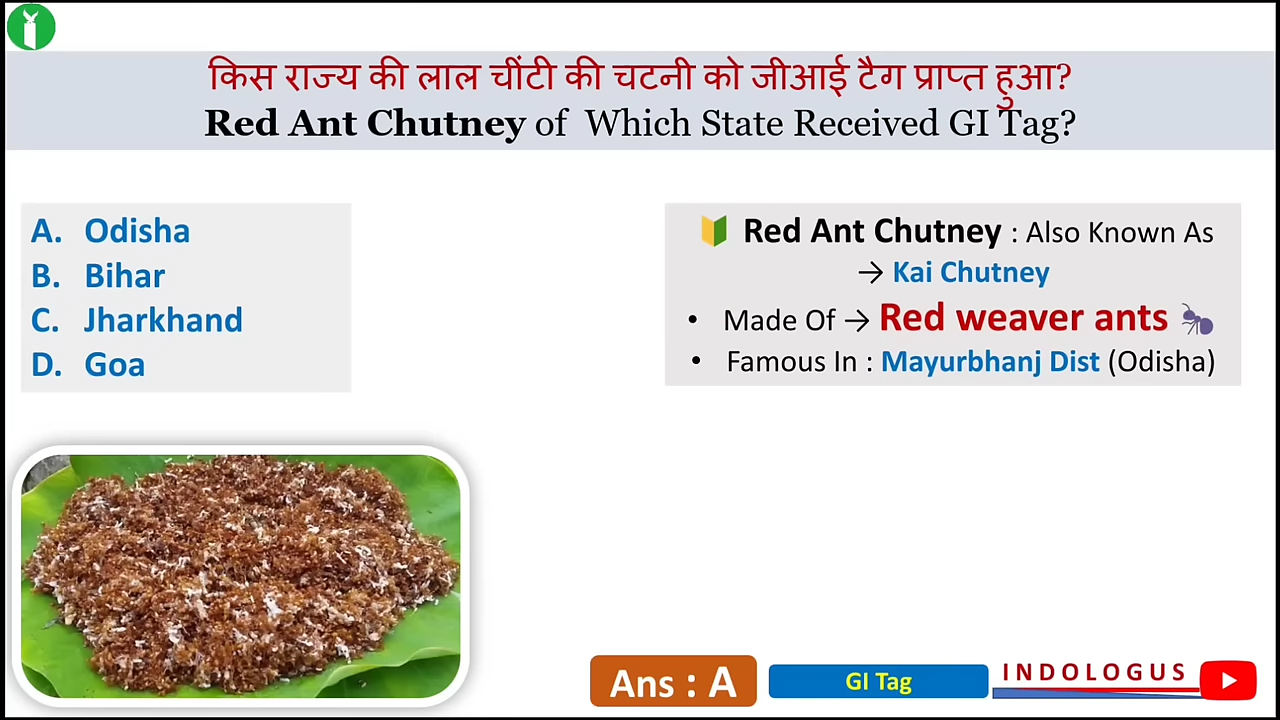 किस राज्य की लाल चींटी की चटनी को जीआई टैग प्राप्त हुआ?
Red Ant Chutney of Which State Received GI Tag?
A. Odisha
B. Bihar
C. Jharkhand
D. Goa
Red Ant Chutney : Also Known As
→ Kai Chutney
• Made Of → Red weaver ants
• Famous In : Mayurbhanj Dist (Odisha)
Ans : A
GI Tag
INDOLOGUS